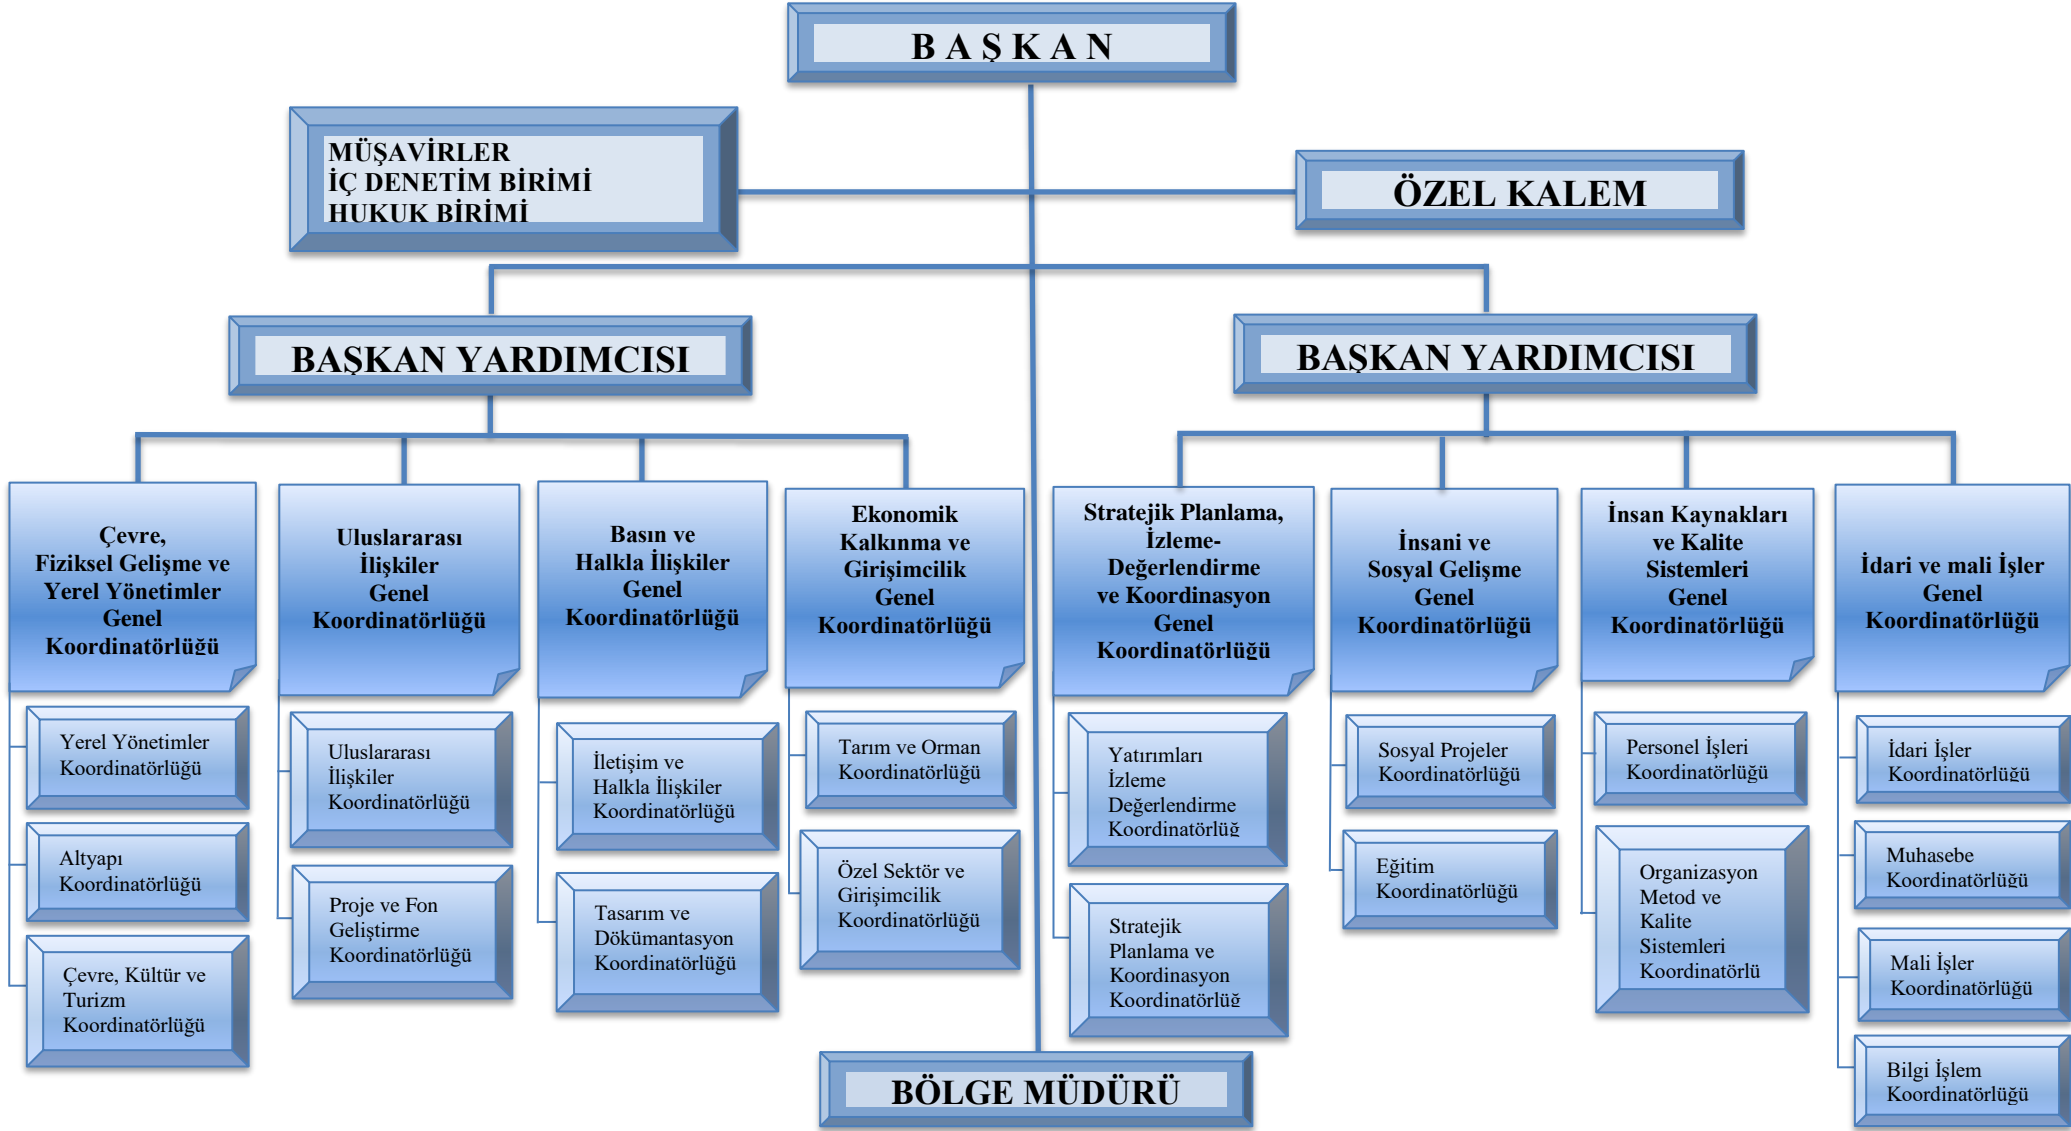 B A Ş K A N
MÜŞAVİRLER
İÇ DENETİM BİRİMİ
HUKUK BİRİMİ
ÖZEL KALEM
BAŞKAN YARDIMCISI
BAŞKAN YARDIMCISI
Çevre,
Fiziksel Gelişme ve
Yerel Yönetimler
Genel
Koordinatörlüğü
Uluslararası
İlişkiler
Genel
Koordinatörlüğü
Basın ve
Halkla İlişkiler
Genel
Koordinatörlüğü
Ekonomik
Kalkınma ve
Girişimcilik
Genel
Koordinatörlüğü
Stratejik Planlama,
İzleme-
Değerlendirme
ve Koordinasyon
Genel
Koordinatörlüğü
İnsani ve
Sosyal Gelişme
Genel
Koordinatörlüğü
İnsan Kaynakları
ve Kalite
Sistemleri
Genel
Koordinatörlüğü
İdari ve mali İşler
Genel
Koordinatörlüğü
Yerel Yönetimler
Koordinatörlüğü
Altyapı
Koordinatörlüğü
Çevre, Kültür ve
Turizm
Koordinatörlüğü
Uluslararası
İlişkiler
Koordinatörlüğü
Proje ve Fon
Geliştirme
Koordinatörlüğü
İletişim ve
Halkla İlişkiler
Koordinatörlüğü
Tasarım ve
Dökümantasyon
Koordinatörlüğü
Tarım ve Orman
Koordinatörlüğü
Özel Sektör ve
Girişimcilik
Koordinatörlüğü
Yatırımları
İzleme
Değerlendirme
Koordinatörlüğ
Stratejik
Planlama ve
Koordinasyon
Koordinatörlüğ
Sosyal Projeler
Koordinatörlüğü
Eğitim
Koordinatörlüğü
Personel İşleri
Koordinatörlüğü
Organizasyon
Metod ve
Kalite
Sistemleri
Koordinatörlü
İdari İşler
Koordinatörlüğü
Muhasebe
Koordinatörlüğü
Mali İşler
Koordinatörlüğü
Bilgi İşlem
Koordinatörlüğü
BÖLGE MÜDÜRÜ